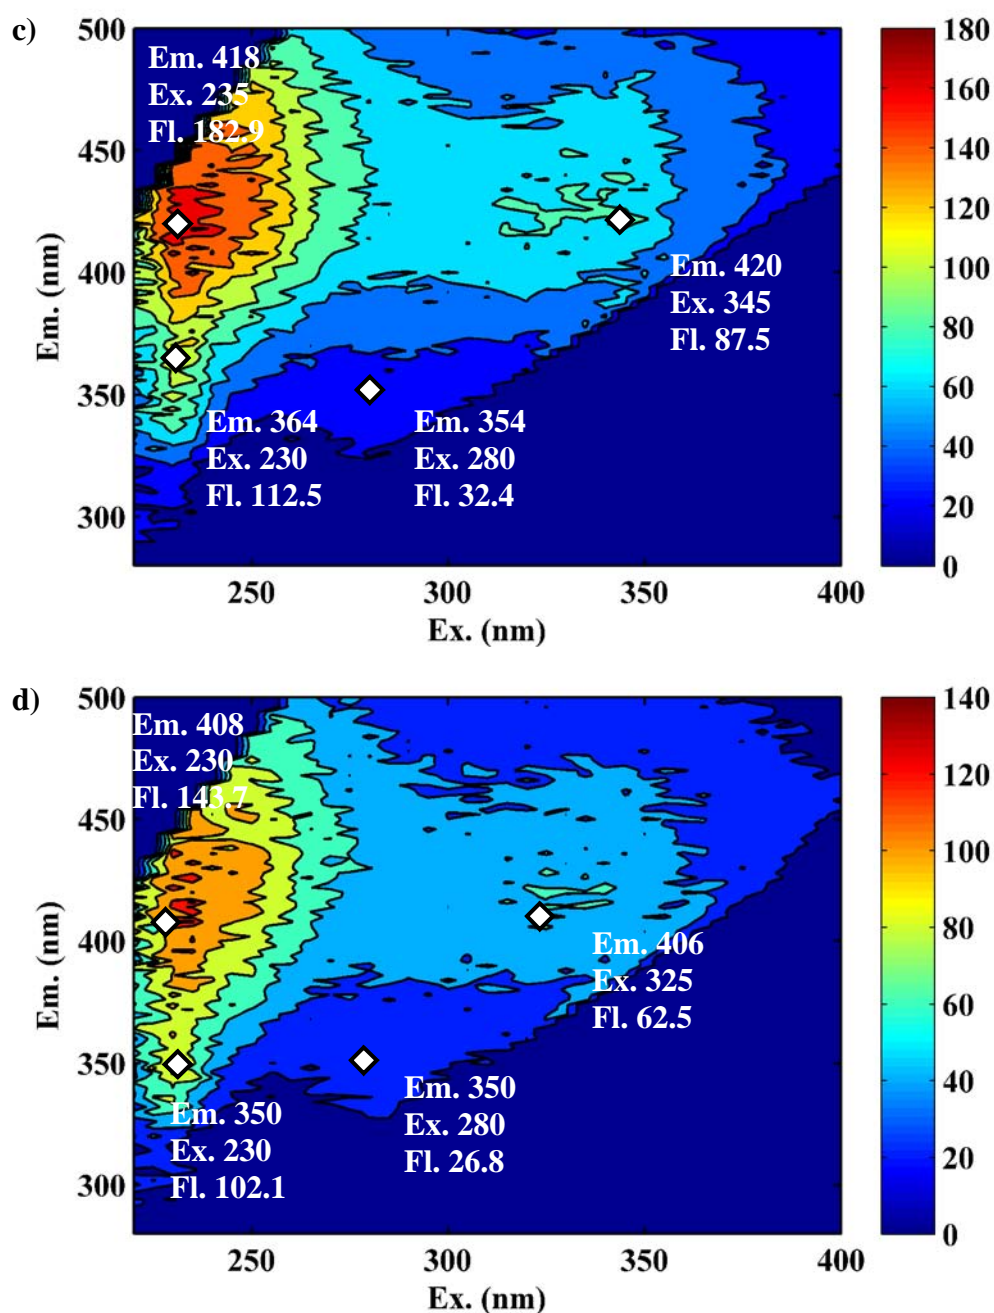 c)
500
450
400
350
300
Em. (nm)
Em. 418
Ex. 235
Fl. 182.9
Em. 420
Ex. 345
Fl. 87.5
Em. 364
Ex. 230
Fl. 112.5
Em. 354
Ex. 280
Fl. 32.4
250
300
350
400
Ex. (nm)
180
160
140
120
100
80
60
40
20
0
d)
500
450
400
350
300
Em. (nm)
Em. 408
Ex. 230
Fl. 143.7
Em. 406
Ex. 325
Fl. 62.5
Em. 350
Ex. 230
Fl. 102.1
Em. 350
Ex. 280
Fl. 26.8
250
300
350
400
Ex. (nm)
140
120
100
80
60
40
20
0